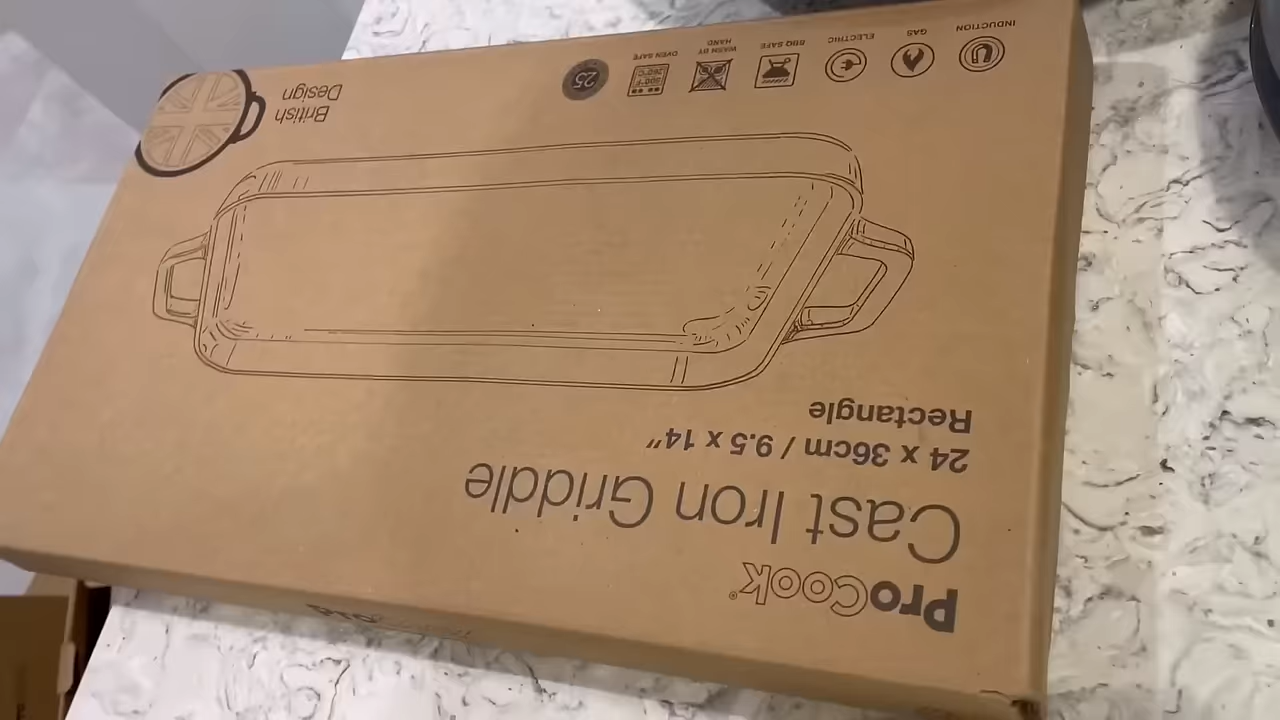 ProCook®
Cast Iron Griddle
24 x 36cm / 9.5 x 14"
Rectangle
British
Design
INDUCTION
GAS
ELECTRIC
BBQ SAFE
WASH BY
HAND
OVEN SAFE
25